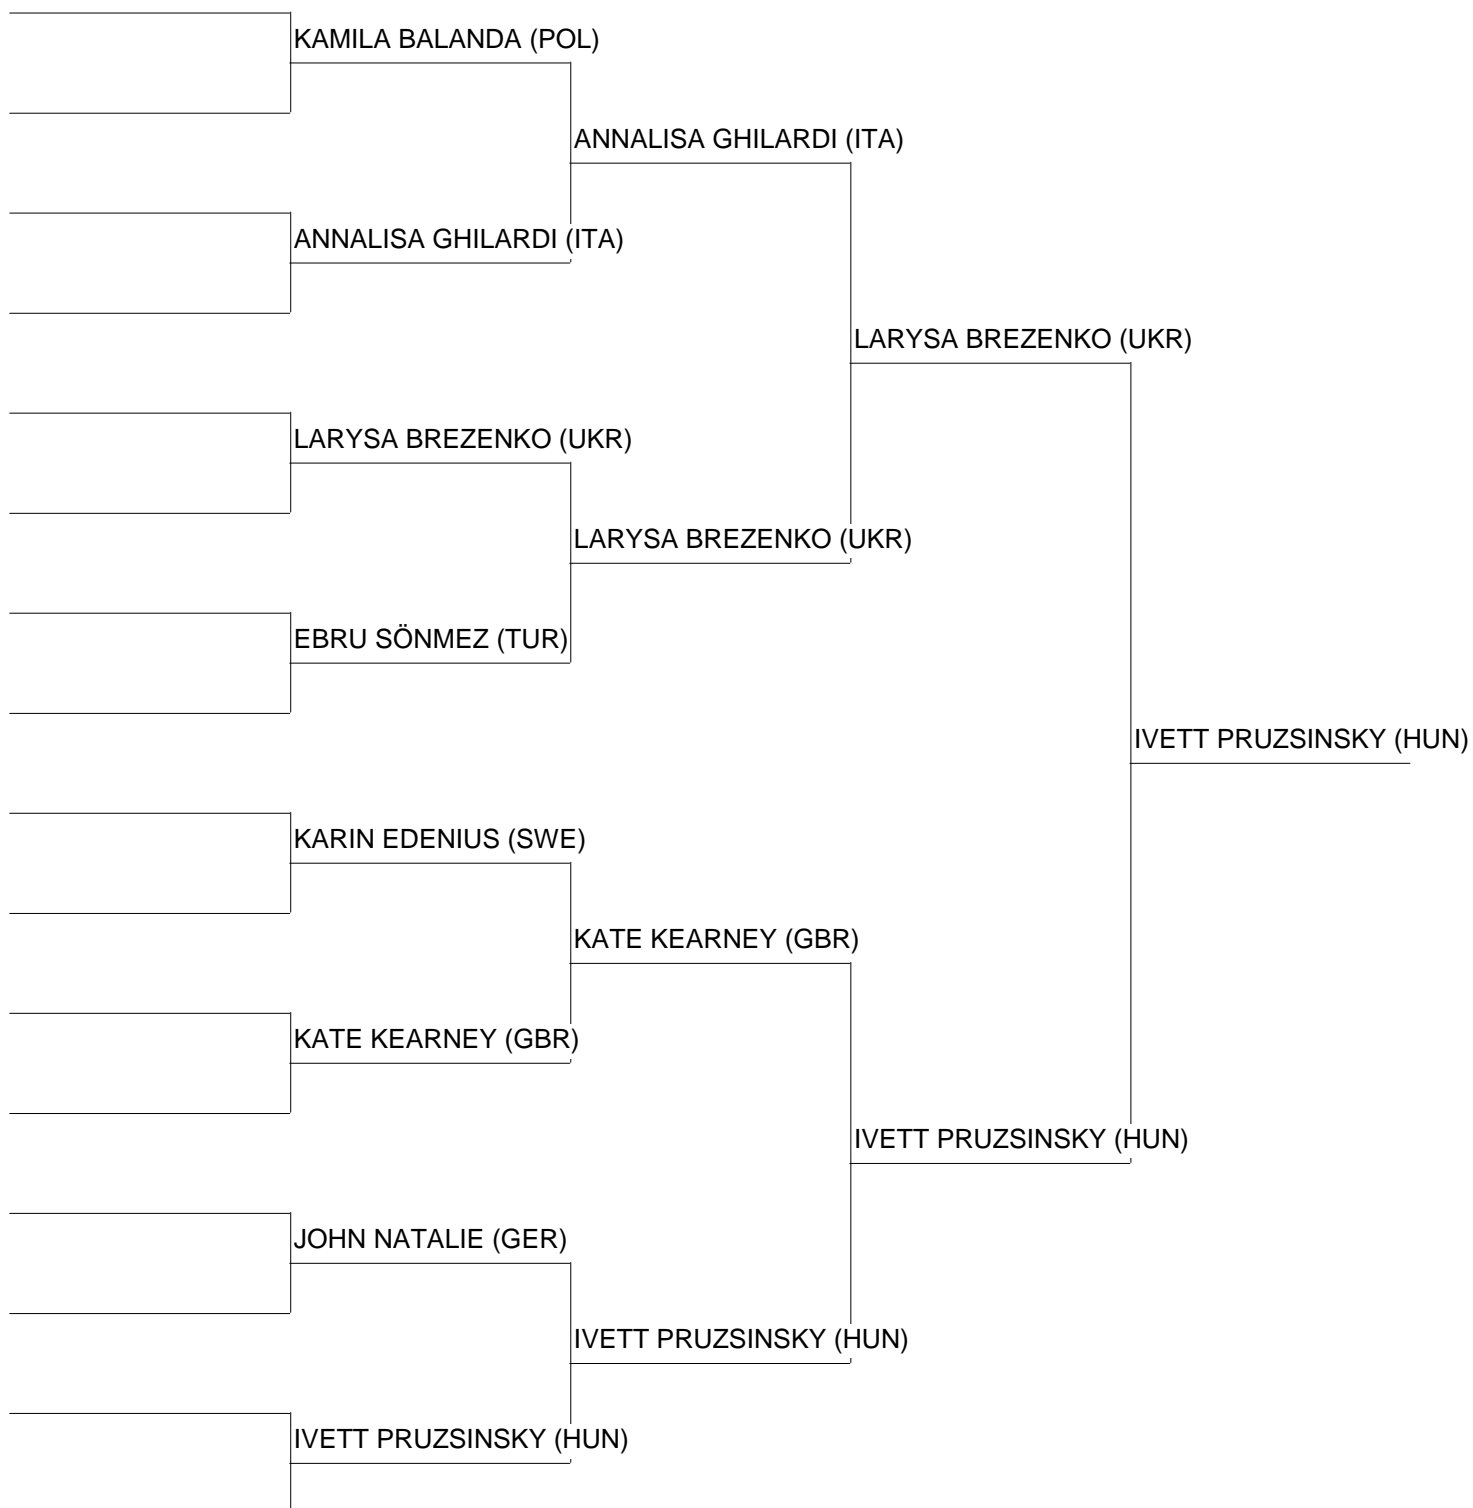 KAMILA BALANDA (POL)
ANNALISA GHILARDI (ITA)
ANNALISA GHILARDI (ITA)
LARYSA BREZENKO (UKR)
LARYSA BREZENKO (UKR)
LARYSA BREZENKO (UKR)
EBRU SÖNMEZ (TUR)
IVETT PRUZSINSKY (HUN)
KARIN EDENIUS (SWE)
KATE KEARNEY (GBR)
KATE KEARNEY (GBR)
IVETT PRUZSINSKY (HUN)
JOHN NATALIE (GER)
IVETT PRUZSINSKY (HUN)
IVETT PRUZSINSKY (HUN)